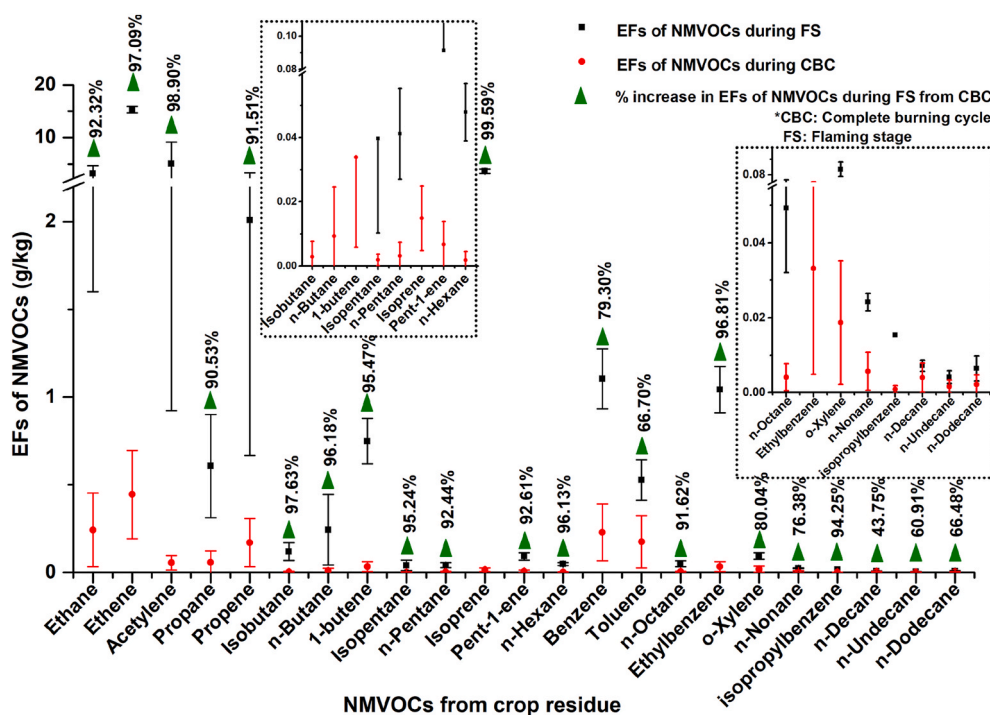 EFs of NMVOCs during FS
EFs of NMVOCs during CBC
% increase in EFs of NMVOCs during FS from CBC
*CBC: Complete burning cycle
FS: Flaming stage
EFs of NMVOCs (g/kg)
20
10
2
1
0
92.32%
97.09%
98.90%
90.53%
91.51%
97.63%
96.18%
95.47%
95.24%
92.44%
99.59%
92.61%
96.13%
79.30%
66.70%
91.62%
96.81%
80.04%
76.38%
94.25%
43.75%
60.91%
66.48%
0.10
0.08
0.04
0.02
0.00
Isobutane
n-Butane
1-butene
Isopentane
n-Pentane
Isoprene
Pent-1-ene
n-Hexane
0.08
0.04
0.02
0.00
n-Octane
Ethylbenzene
o-Xylene
n-Nonane
isopropylbenzene
n-Decane
n-Undecane
n-Dodecane
Ethane
Ethene
Acetylene
Propane
Propene
Isobutane
n-Butane
1-butene
Isopentane
n-Pentane
Isoprene
Pent-1-ene
n-Hexane
Benzene
Toluene
n-Octane
Ethylbenzene
o-Xylene
n-Nonane
isopropylbenzene
n-Decane
n-Undecane
n-Dodecane
NMVOCs from crop residue